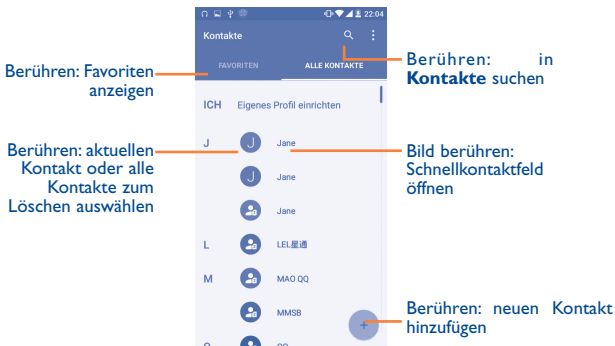 22:04
Kontakte
FAVORITEN ALLE KONTAKTE
ICH Eigenes Profil einrichten
J J Jane
J Jane
Jane
L LEL星通
M MAO QQ
MMSB
+
Q QQ
Berühren: Favoriten
anzeigen
Berühren: aktuellen
Kontakt oder alle
Kontakte zum
Löschen auswählen
Berühren: in
Kontakte suchen
Bild berühren:
Schnellkontaktfeld
öffnen
Berühren: neuen Kontakt
hinzufügen